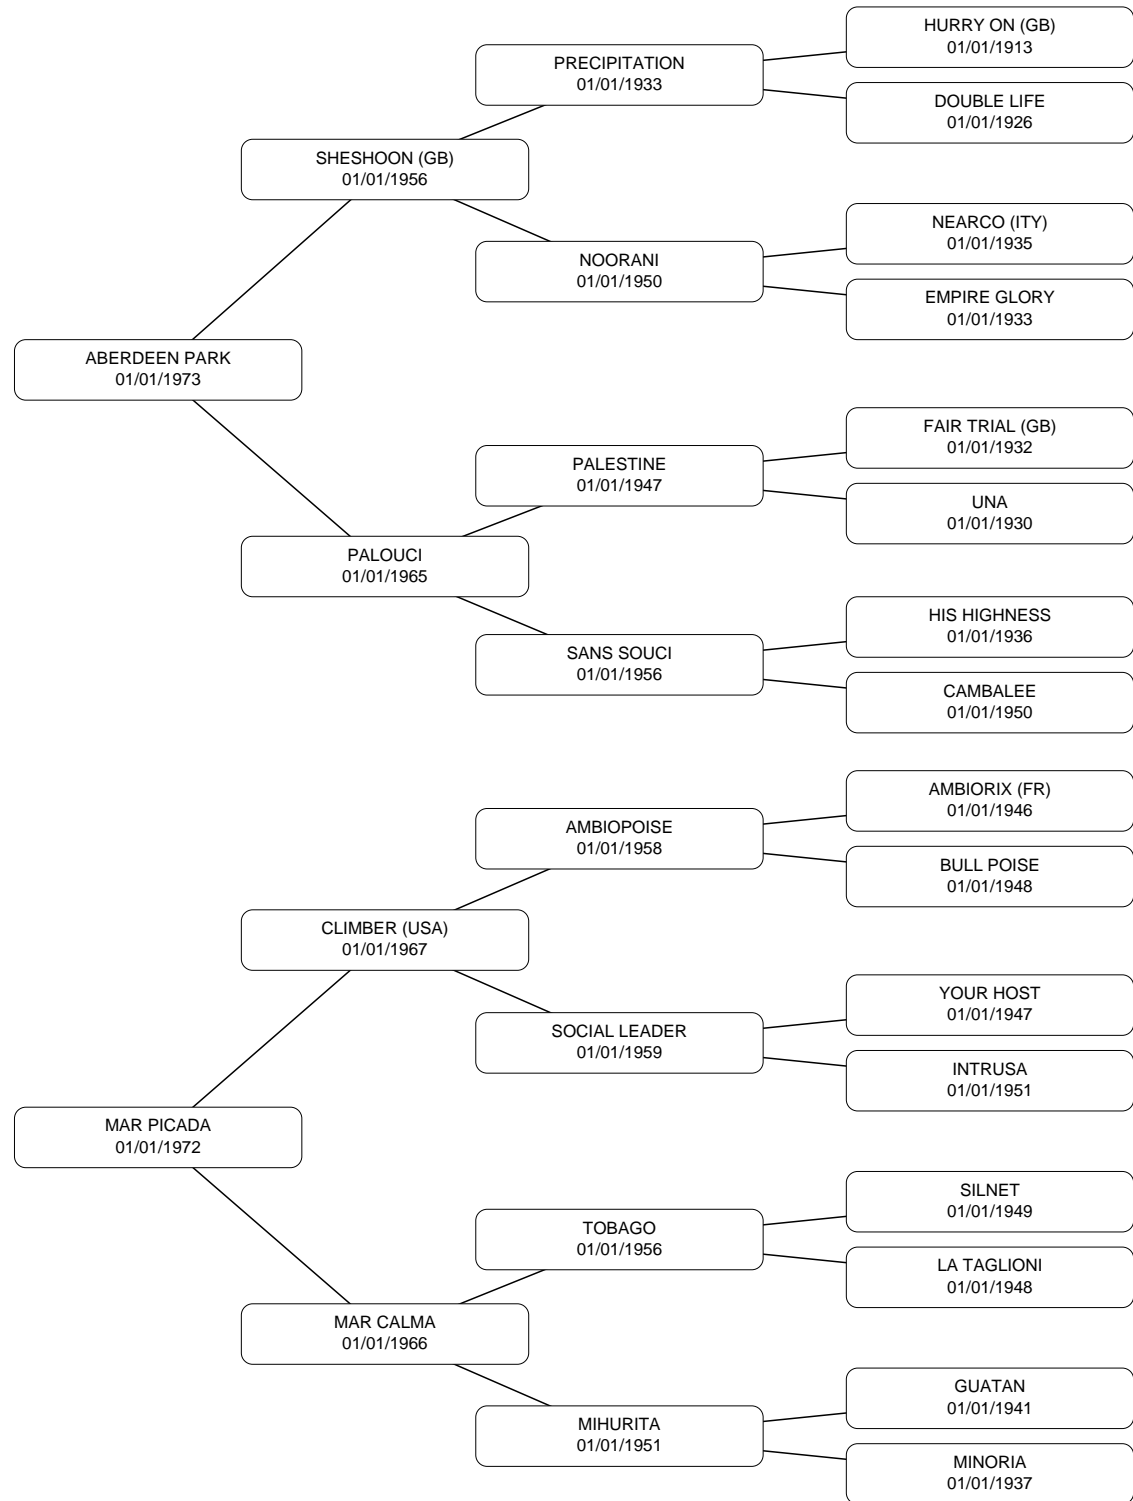 HURRY ON (GB)
01/01/1913
PRECIPITATION
01/01/1933
DOUBLE LIFE
01/01/1926
SHESHOON (GB)
01/01/1956
NEARCO (ITY)
01/01/1935
NOORANI
01/01/1950
EMPIRE GLORY
01/01/1933
ABERDEEN PARK
01/01/1973
FAIR TRIAL (GB)
01/01/1932
PALESTINE
01/01/1947
UNA
01/01/1930
PALOUCI
01/01/1965
HIS HIGHNESS
01/01/1936
SANS SOUCI
01/01/1956
CAMBALEE
01/01/1950
AMBIORIX (FR)
01/01/1946
AMBIOPOISE
01/01/1958
BULL POISE
01/01/1948
CLIMBER (USA)
01/01/1967
YOUR HOST
01/01/1947
SOCIAL LEADER
01/01/1959
INTRUSA
01/01/1951
MAR PICADA
01/01/1972
SILNET
01/01/1949
TOBAGO
01/01/1956
LA TAGLIONI
01/01/1948
MAR CALMA
01/01/1966
GUATAN
01/01/1941
MIHURITA
01/01/1951
MINORIA
01/01/1937